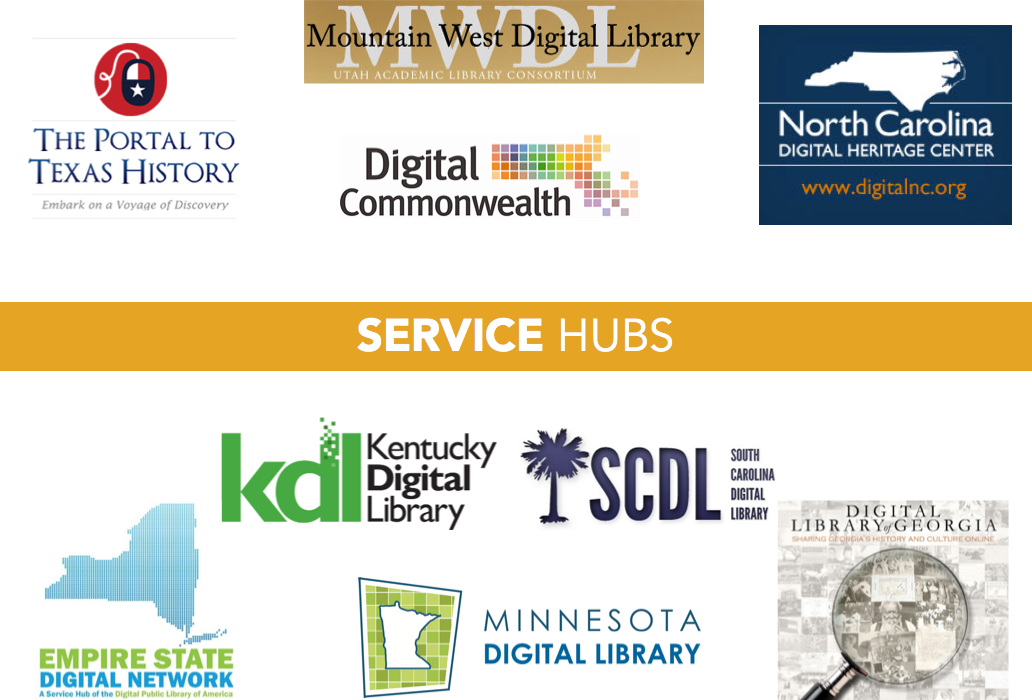 MWDL
Mountain West Digital Library
UTAH ACADEMIC LIBRARY CONSORTIUM
THE PORTAL TO
TEXAS HISTORY
Embark on a Voyage of Discovery
Digital
Commonwealth
North Carolina
DIGITAL HERITAGE CENTER
www.digitalnc.org
SERVICE HUBS
kdl
Kentucky
Digital
Library
SCDL
SOUTH
CAROLINA
DIGITAL
LIBRARY
EMPIRE STATE
DIGITAL NETWORK
A Service Hub of the Digital Public Library of America
MINNESOTA
DIGITAL LIBRARY
DIGITAL
LIBRARY of GEORGIA
SHARING GEORGIA'S HISTORY AND CULTURE ONLINE